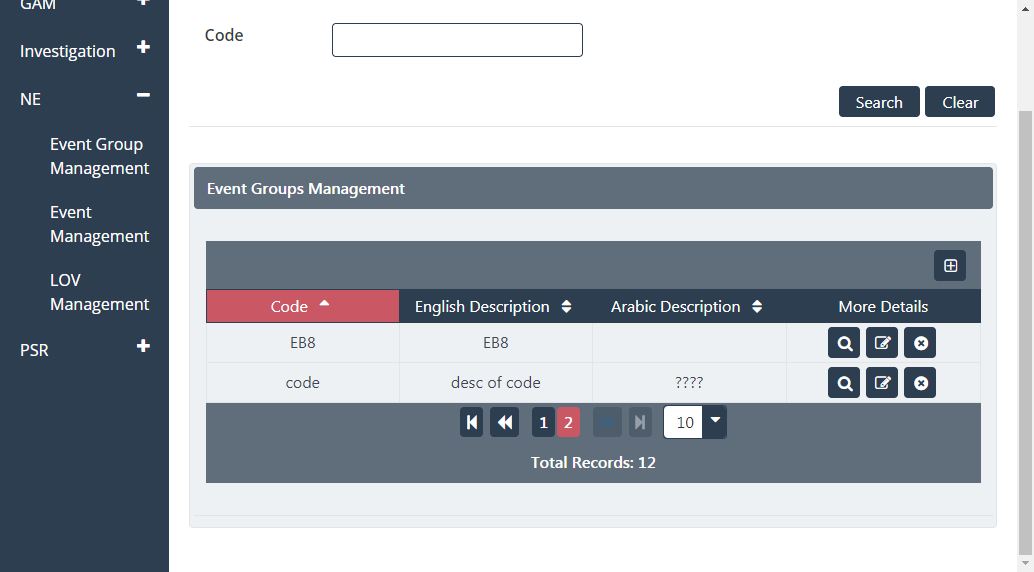 GAM
Investigation
NE
Event Group
Management
Event
Management
LOV
Management
PSR
Code
Search Clear
Event Groups Management
Code English Description Arabic Description More Details
EB8 EB8
code desc of code ????
1 2 10
Total Records: 12